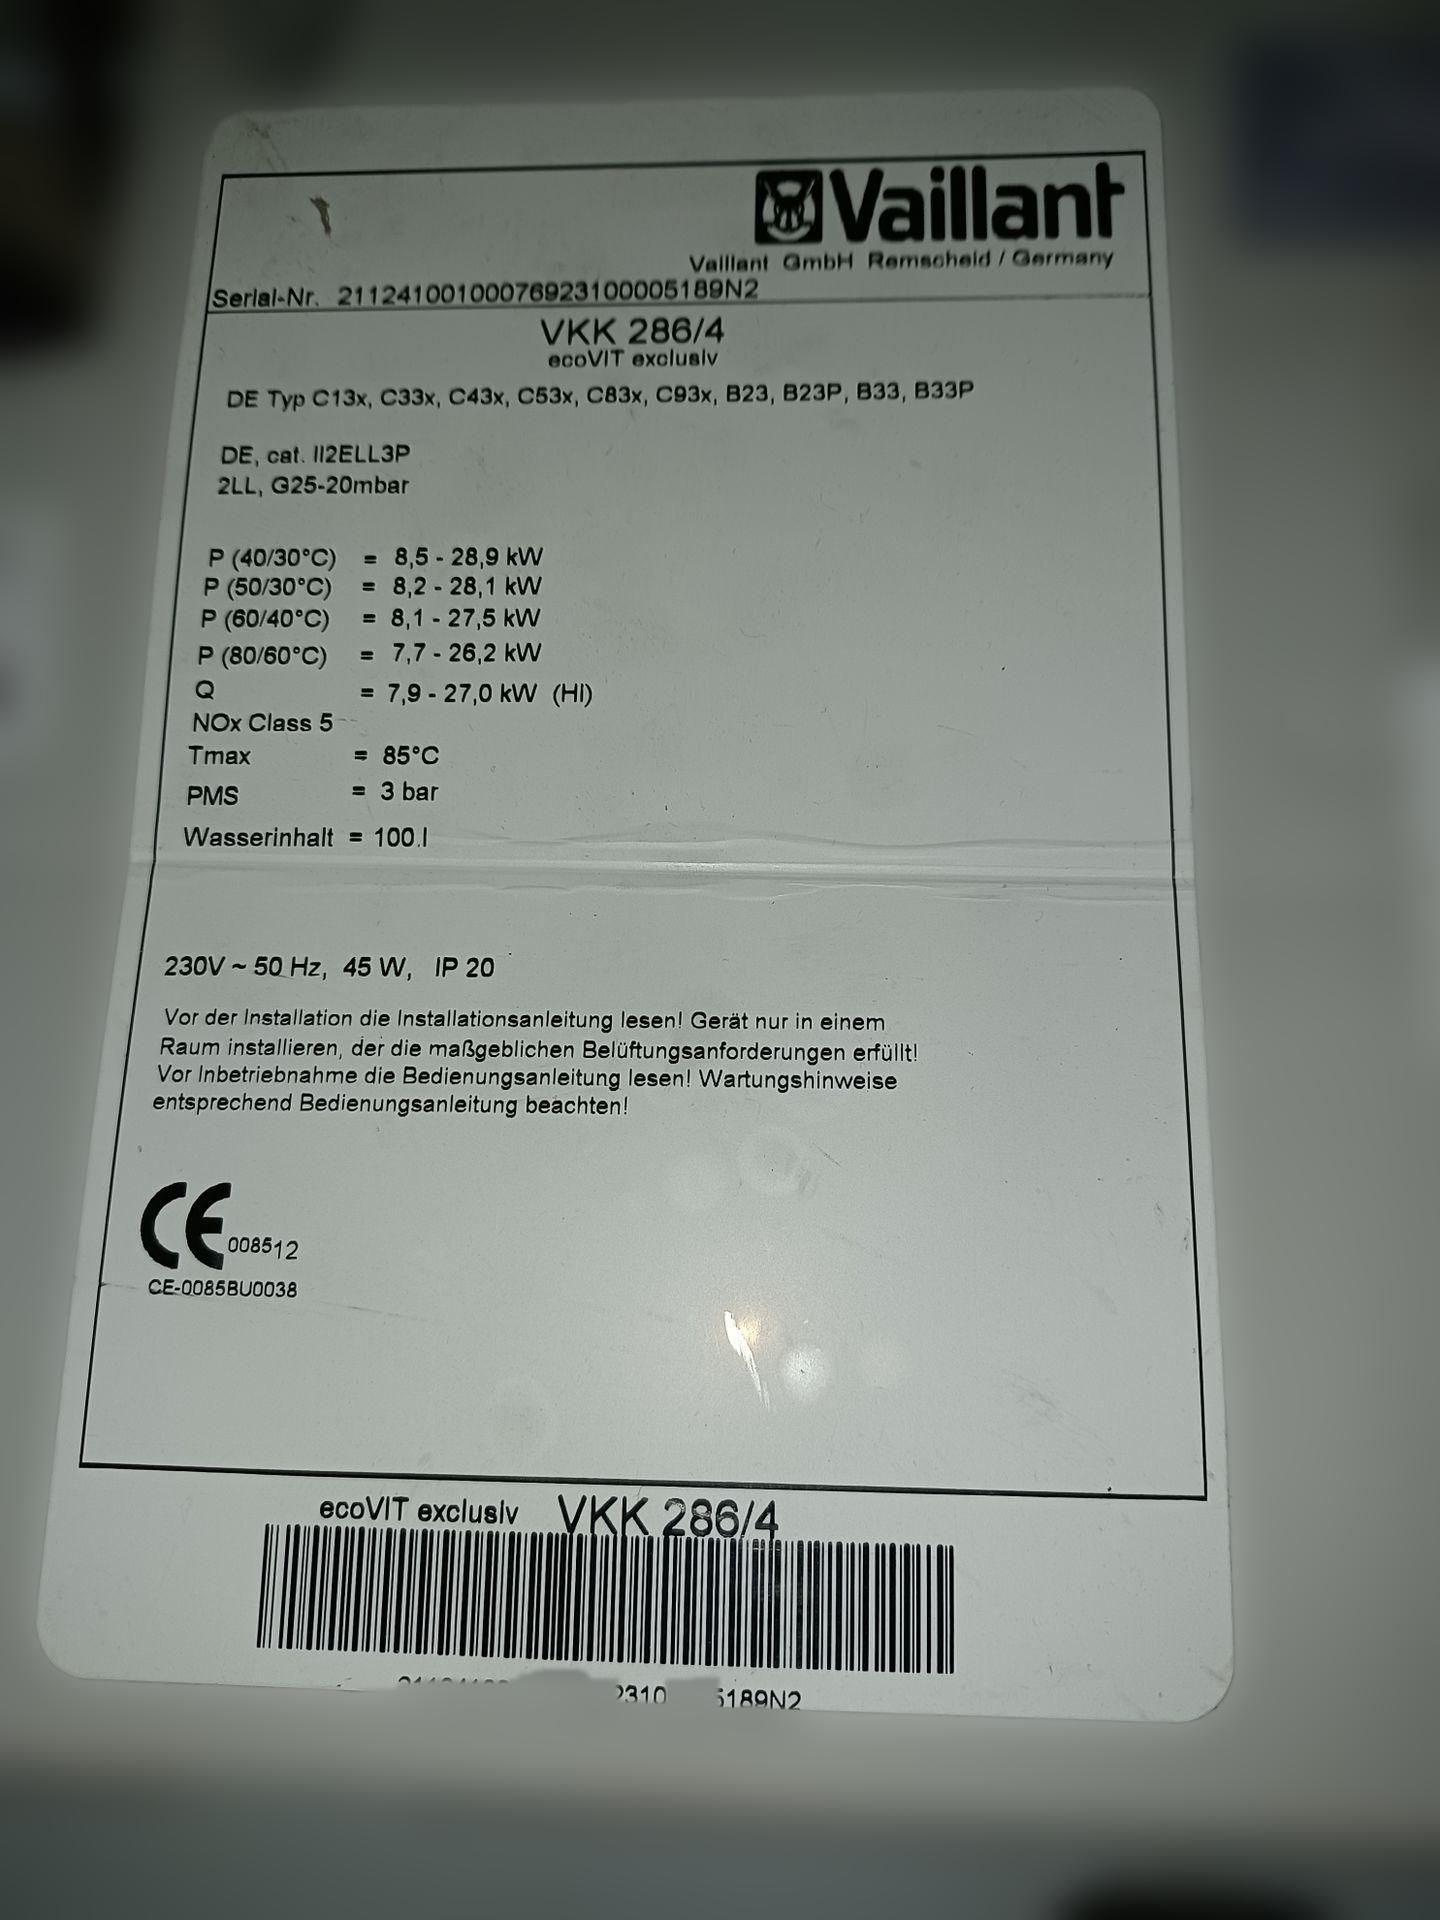 Vaillant
Vaillant GmbH Remscheid / Germany
Serial-Nr. 21124100100076923100005189N2
VKK 286/4
ecoVIT exclusiv
DE Typ C13x, C33x, C43x, C53x, C83x, C93x, B23, B23P, B33, B33P
DE, cat. II2ELL3P
2LL, G25-20mbar
P (40/30°C) = 8,5 - 28,9 kW
P (50/30°C) = 8,2 - 28,1 kW
P (60/40°C) = 8,1 - 27,5 kW
P (80/60°C) = 7,7 - 26,2 kW
Q = 7,9 - 27,0 kW (HI)
NOx Class 5
Tmax = 85°C
PMS = 3 bar
Wasserinhalt = 100 l
230V ~ 50 Hz, 45 W, IP 20
Vor der Installation die Installationsanleitung lesen! Gerät nur in einem
Raum installieren, der die maßgeblichen Belüftungsanforderungen erfüllt!
Vor Inbetriebnahme die Bedienungsanleitung lesen! Wartungshinweise
entsprechend Bedienungsanleitung beachten!
CE 008512
CE-0085BU0038
ecoVIT exclusiv VKK 286/4
2310 5189N2